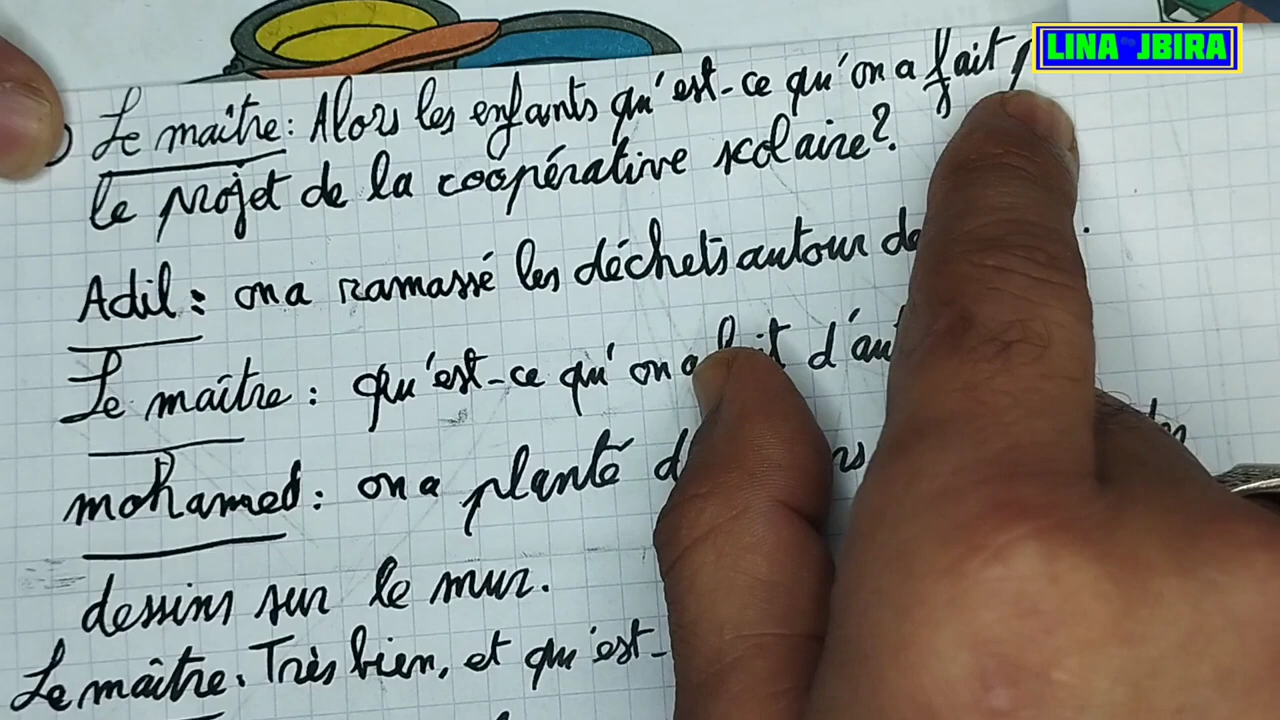 LINA JBIRA
Le maître: Alors les enfants qu'est-ce qu'on a fait
le projet de la coopérative scolaire?
Adil: on a ramassé les déchets autour
Le maître: qu'est-ce qu'on a
mohamed: on a planté
dessins sur le mur.
Le maître. Très bien, et qu'est-